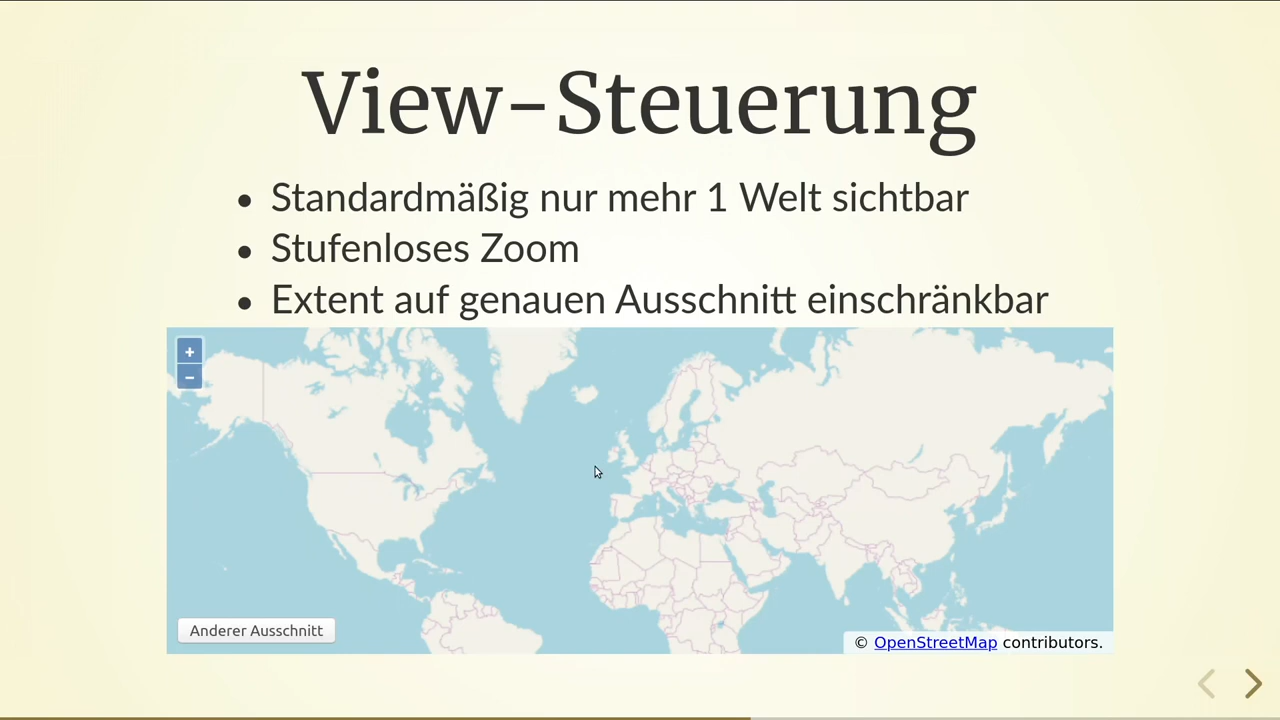 View-Steuerung
• Standardmäßig nur mehr 1 Welt sichtbar
• Stufenloses Zoom
• Extent auf genauen Ausschnitt einschränkbar
+
−
Anderer Ausschnitt
© OpenStreetMap contributors.